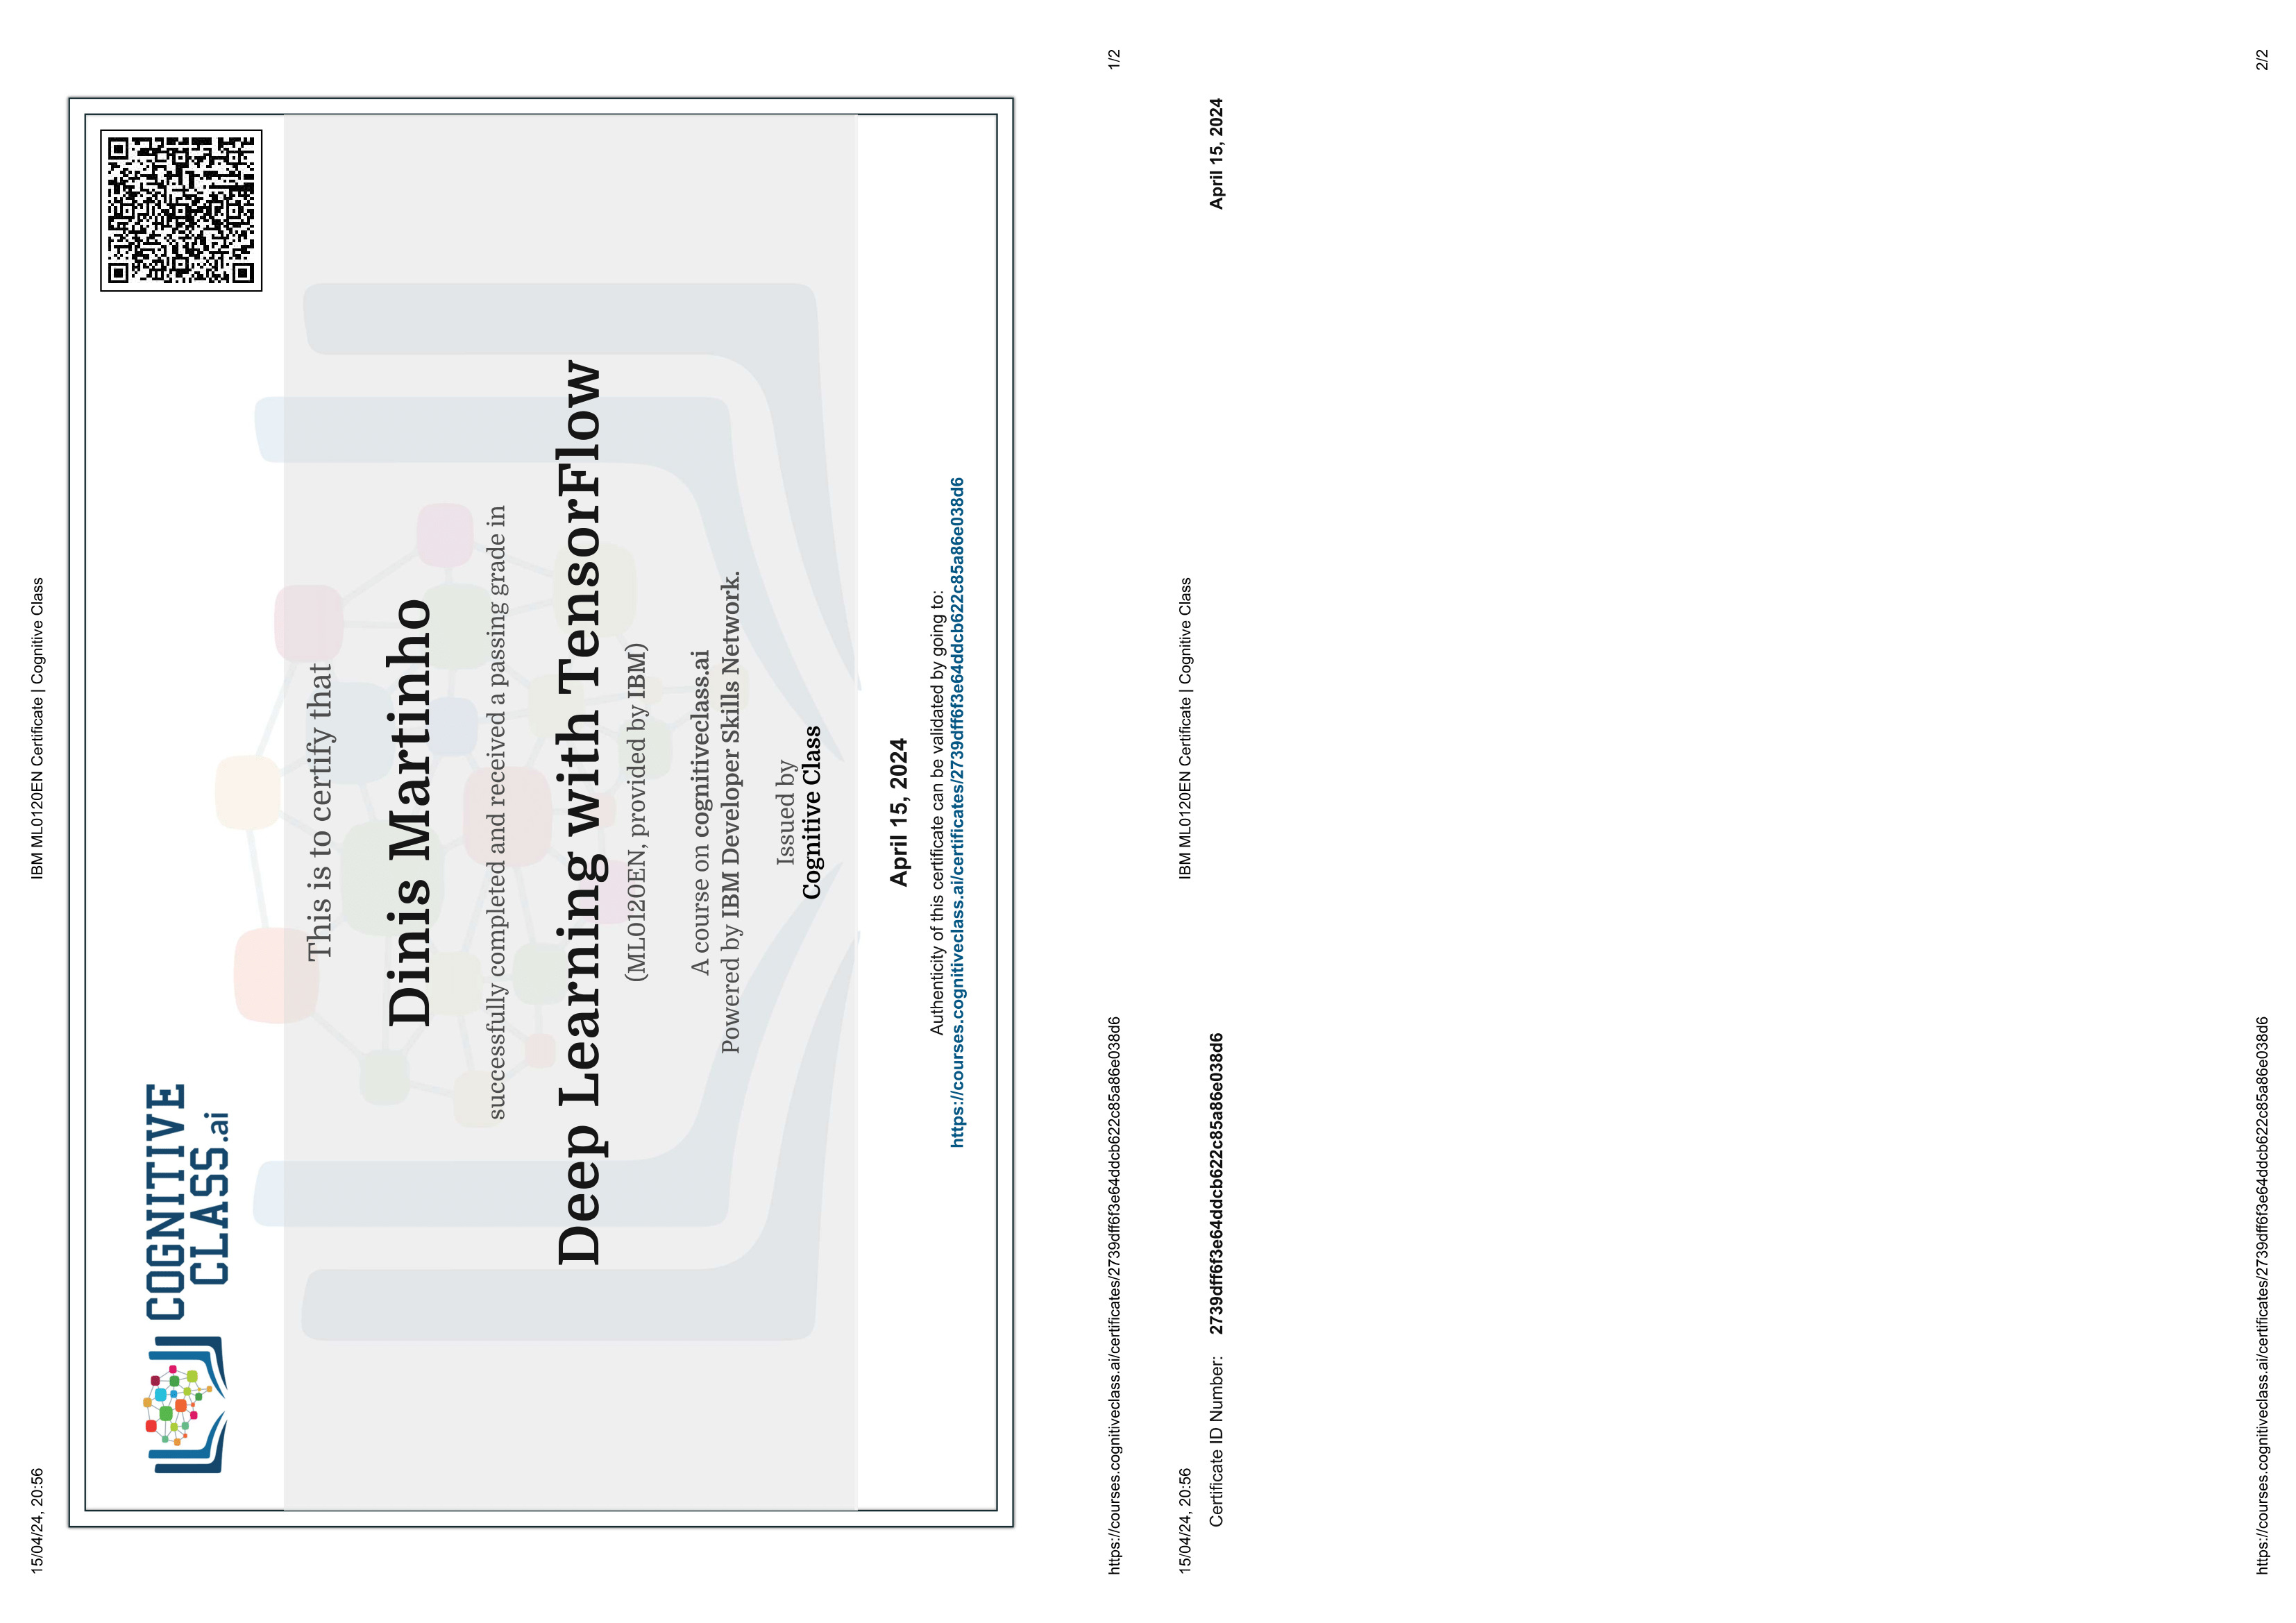 15/04/24, 20:56
IBM ML0120EN Certificate | Cognitive Class
COGNITIVE
CLASS.ai
This is to certify that
Dinis Martinho
successfully completed and received a passing grade in
Deep Learning with TensorFlow
(ML0120EN, provided by IBM)
A course on cognitiveclass.ai
Powered by IBM Developer Skills Network.
Issued by
Cognitive Class
April 15, 2024
Authenticity of this certificate can be validated by going to:
https://courses.cognitiveclass.ai/certificates/2739dff6f3e64ddcb622c85a86e038d6
https://courses.cognitiveclass.ai/certificates/2739dff6f3e64ddcb622c85a86e038d6
1/2
15/04/24, 20:56
IBM ML0120EN Certificate | Cognitive Class
Certificate ID Number: 2739dff6f3e64ddcb622c85a86e038d6
April 15, 2024
https://courses.cognitiveclass.ai/certificates/2739dff6f3e64ddcb622c85a86e038d6
2/2